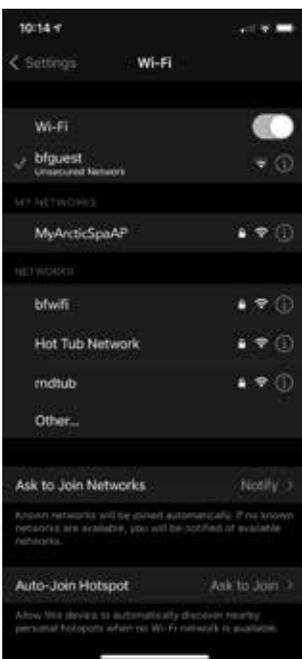 10:14
Settings
Wi-Fi
Wi-Fi
bfguest
Unsecured Network
MY NETWORKS
MyArcticSpaAP
NETWORKS
bfwifi
Hot Tub Network
rndtub
Other...
Ask to Join Networks
Notify
Known networks will be joined automatically. If no known
networks are available, you will be notified of available
networks.
Auto-Join Hotspot
Ask to Join
Allow this device to automatically discover nearby
personal hotspots when no Wi-Fi network is available.